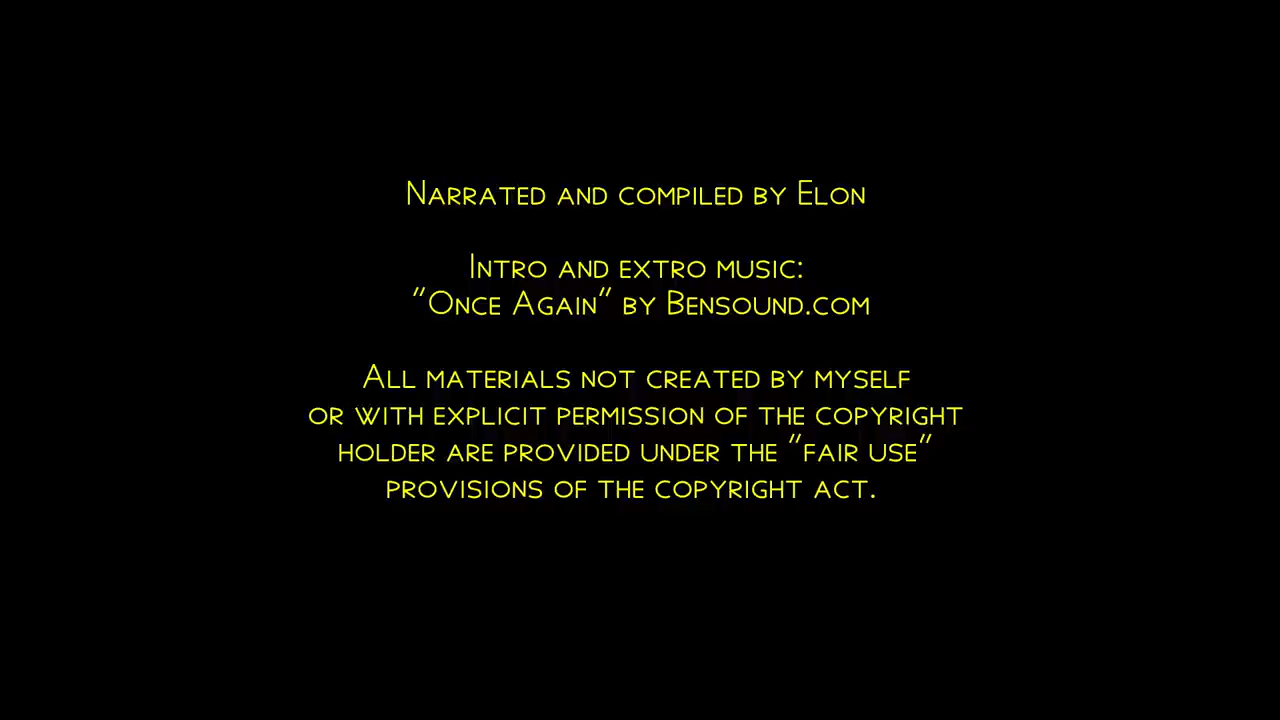 Narrated and compiled by Elon
Intro and extro music:
"Once Again" by Bensound.com
All materials not created by myself
or with explicit permission of the copyright
holder are provided under the "fair use"
provisions of the copyright act.